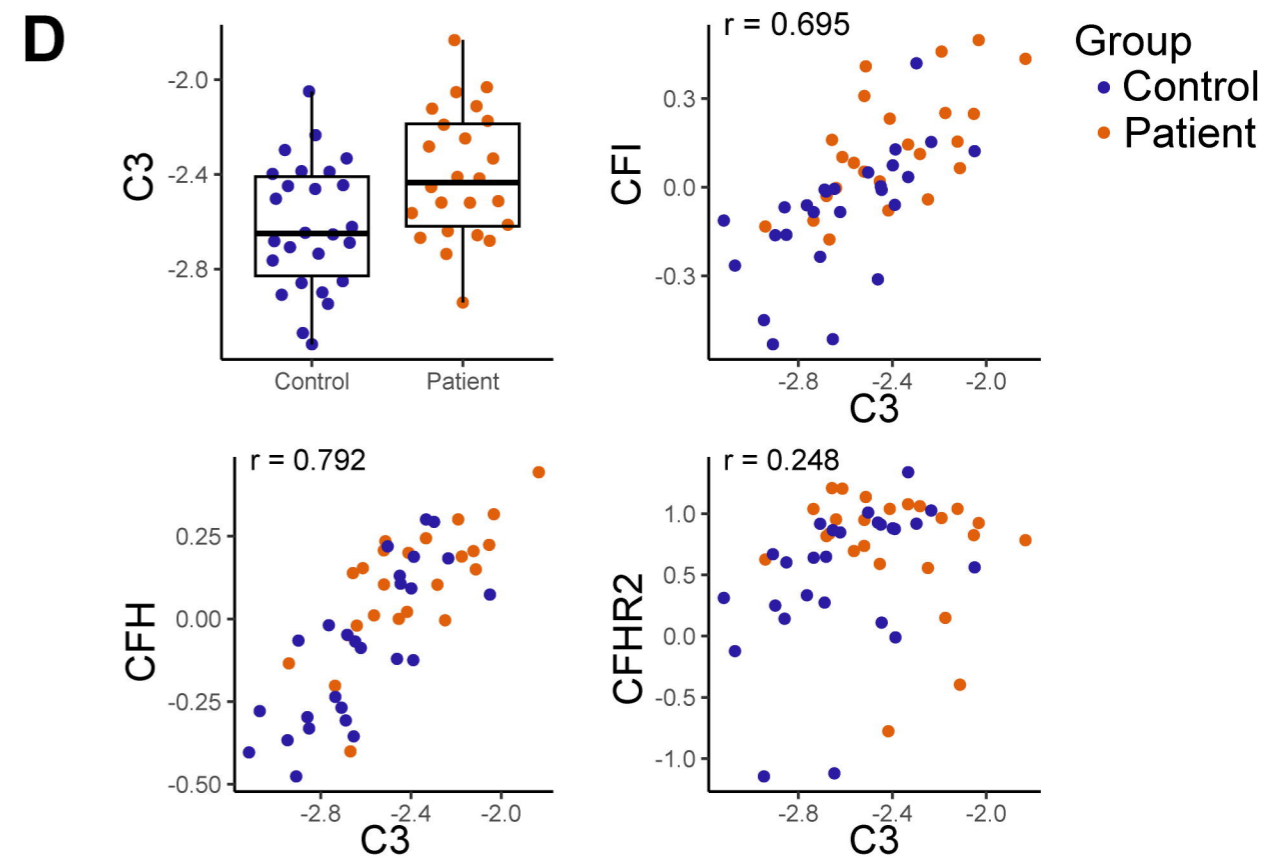 D
C3
-2.0
-2.4
-2.8
Control
Patient
r = 0.695
CFI
0.3
0.0
-0.3
-2.8
-2.4
-2.0
C3
Group
Control
Patient
r = 0.792
CFH
0.25
0.00
-0.25
-0.50
-2.8
-2.4
-2.0
C3
r = 0.248
CFHR2
1.0
0.5
0.0
-0.5
-1.0
-2.8
-2.4
-2.0
C3